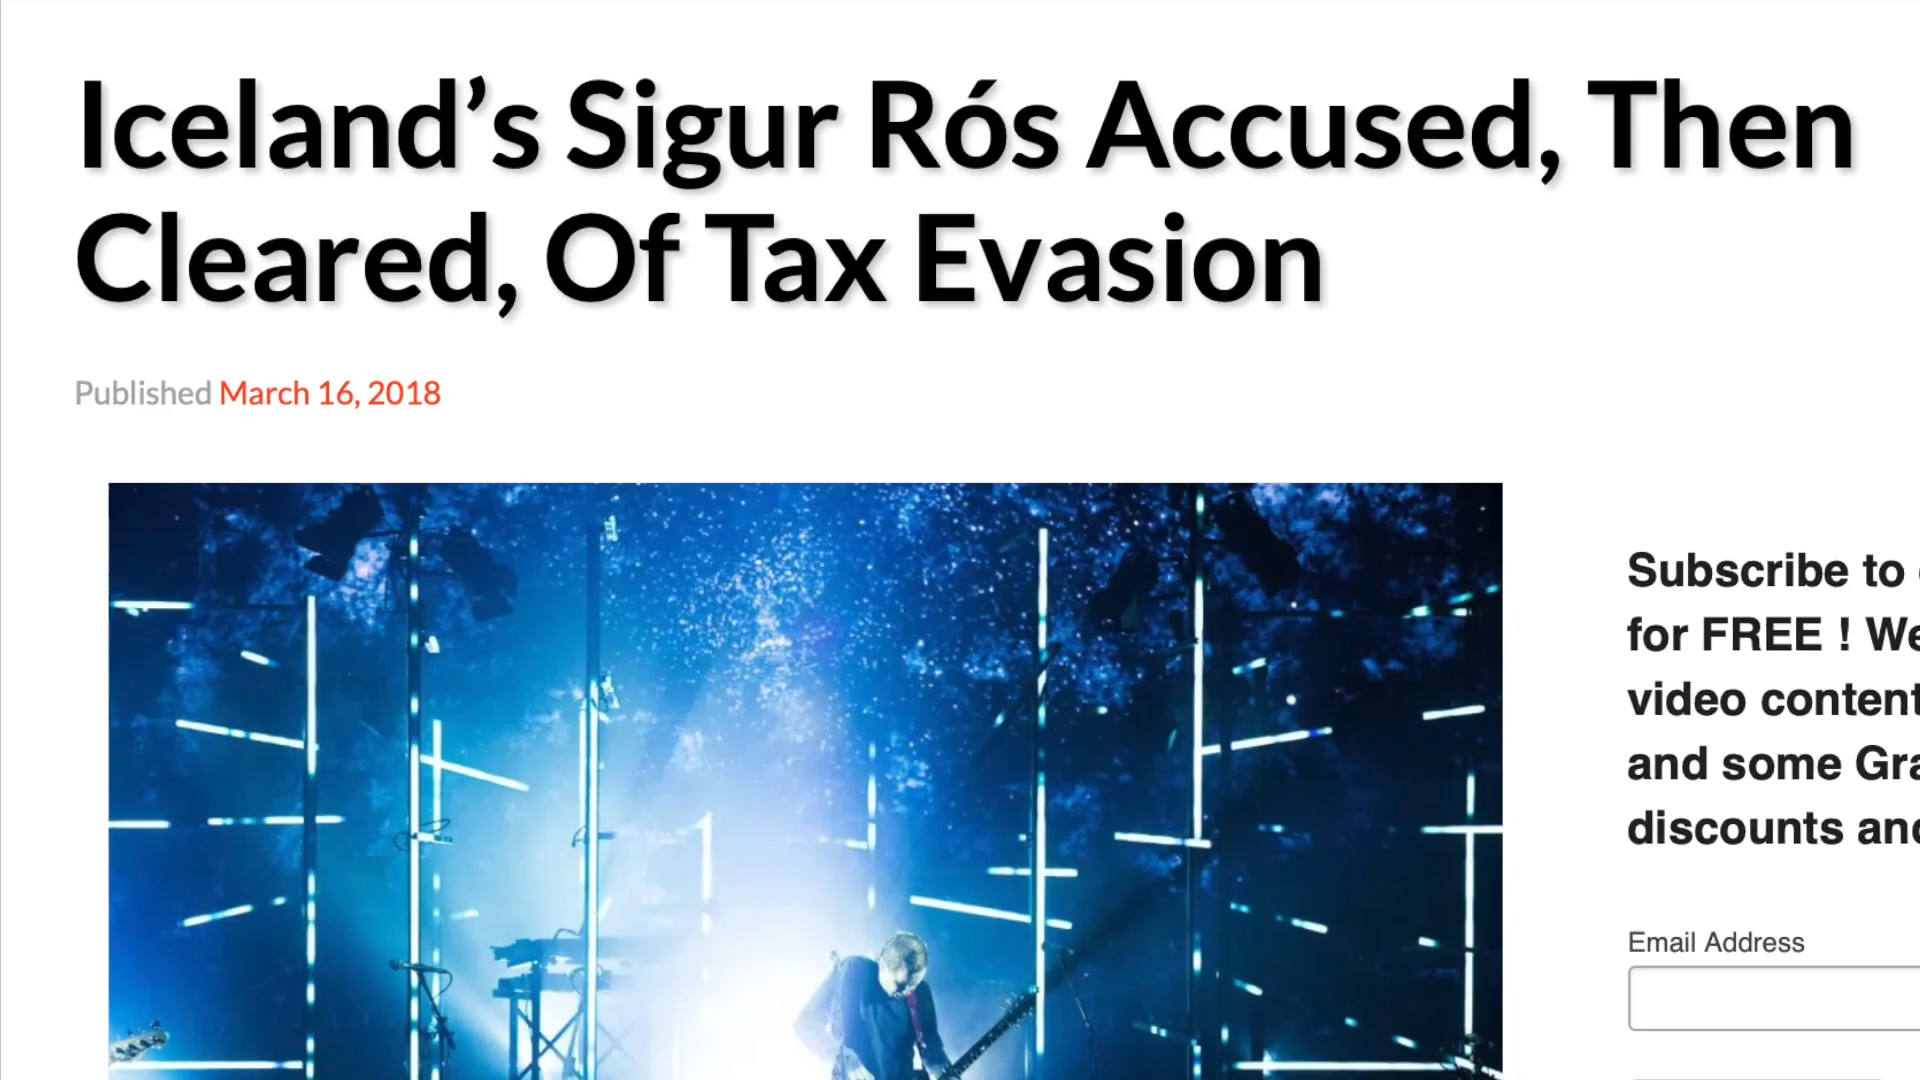 Iceland’s Sigur Rós Accused, Then
Cleared, Of Tax Evasion
Published March 16, 2018
Subscribe to
for FREE ! We
video content
and some Gra
discounts and
Email Address